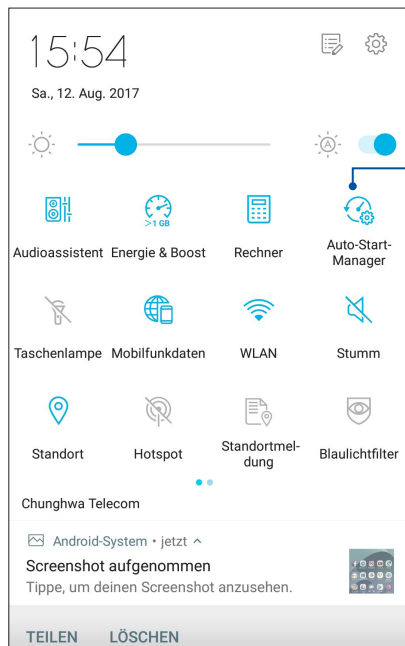 15:54
Sa., 12. Aug. 2017
A
>1 GB
Audioassistent Energie & Boost Rechner Auto-Start-
Manager
Taschenlampe Mobilfunkdaten WLAN Stumm
Standort Hotspot Standortmel-
dung Blaulichtfilter
Chunghwa Telecom
Android-System • jetzt
Screenshot aufgenommen
Tippe, um deinen Screenshot anzusehen.
TEILEN LÖSCHEN